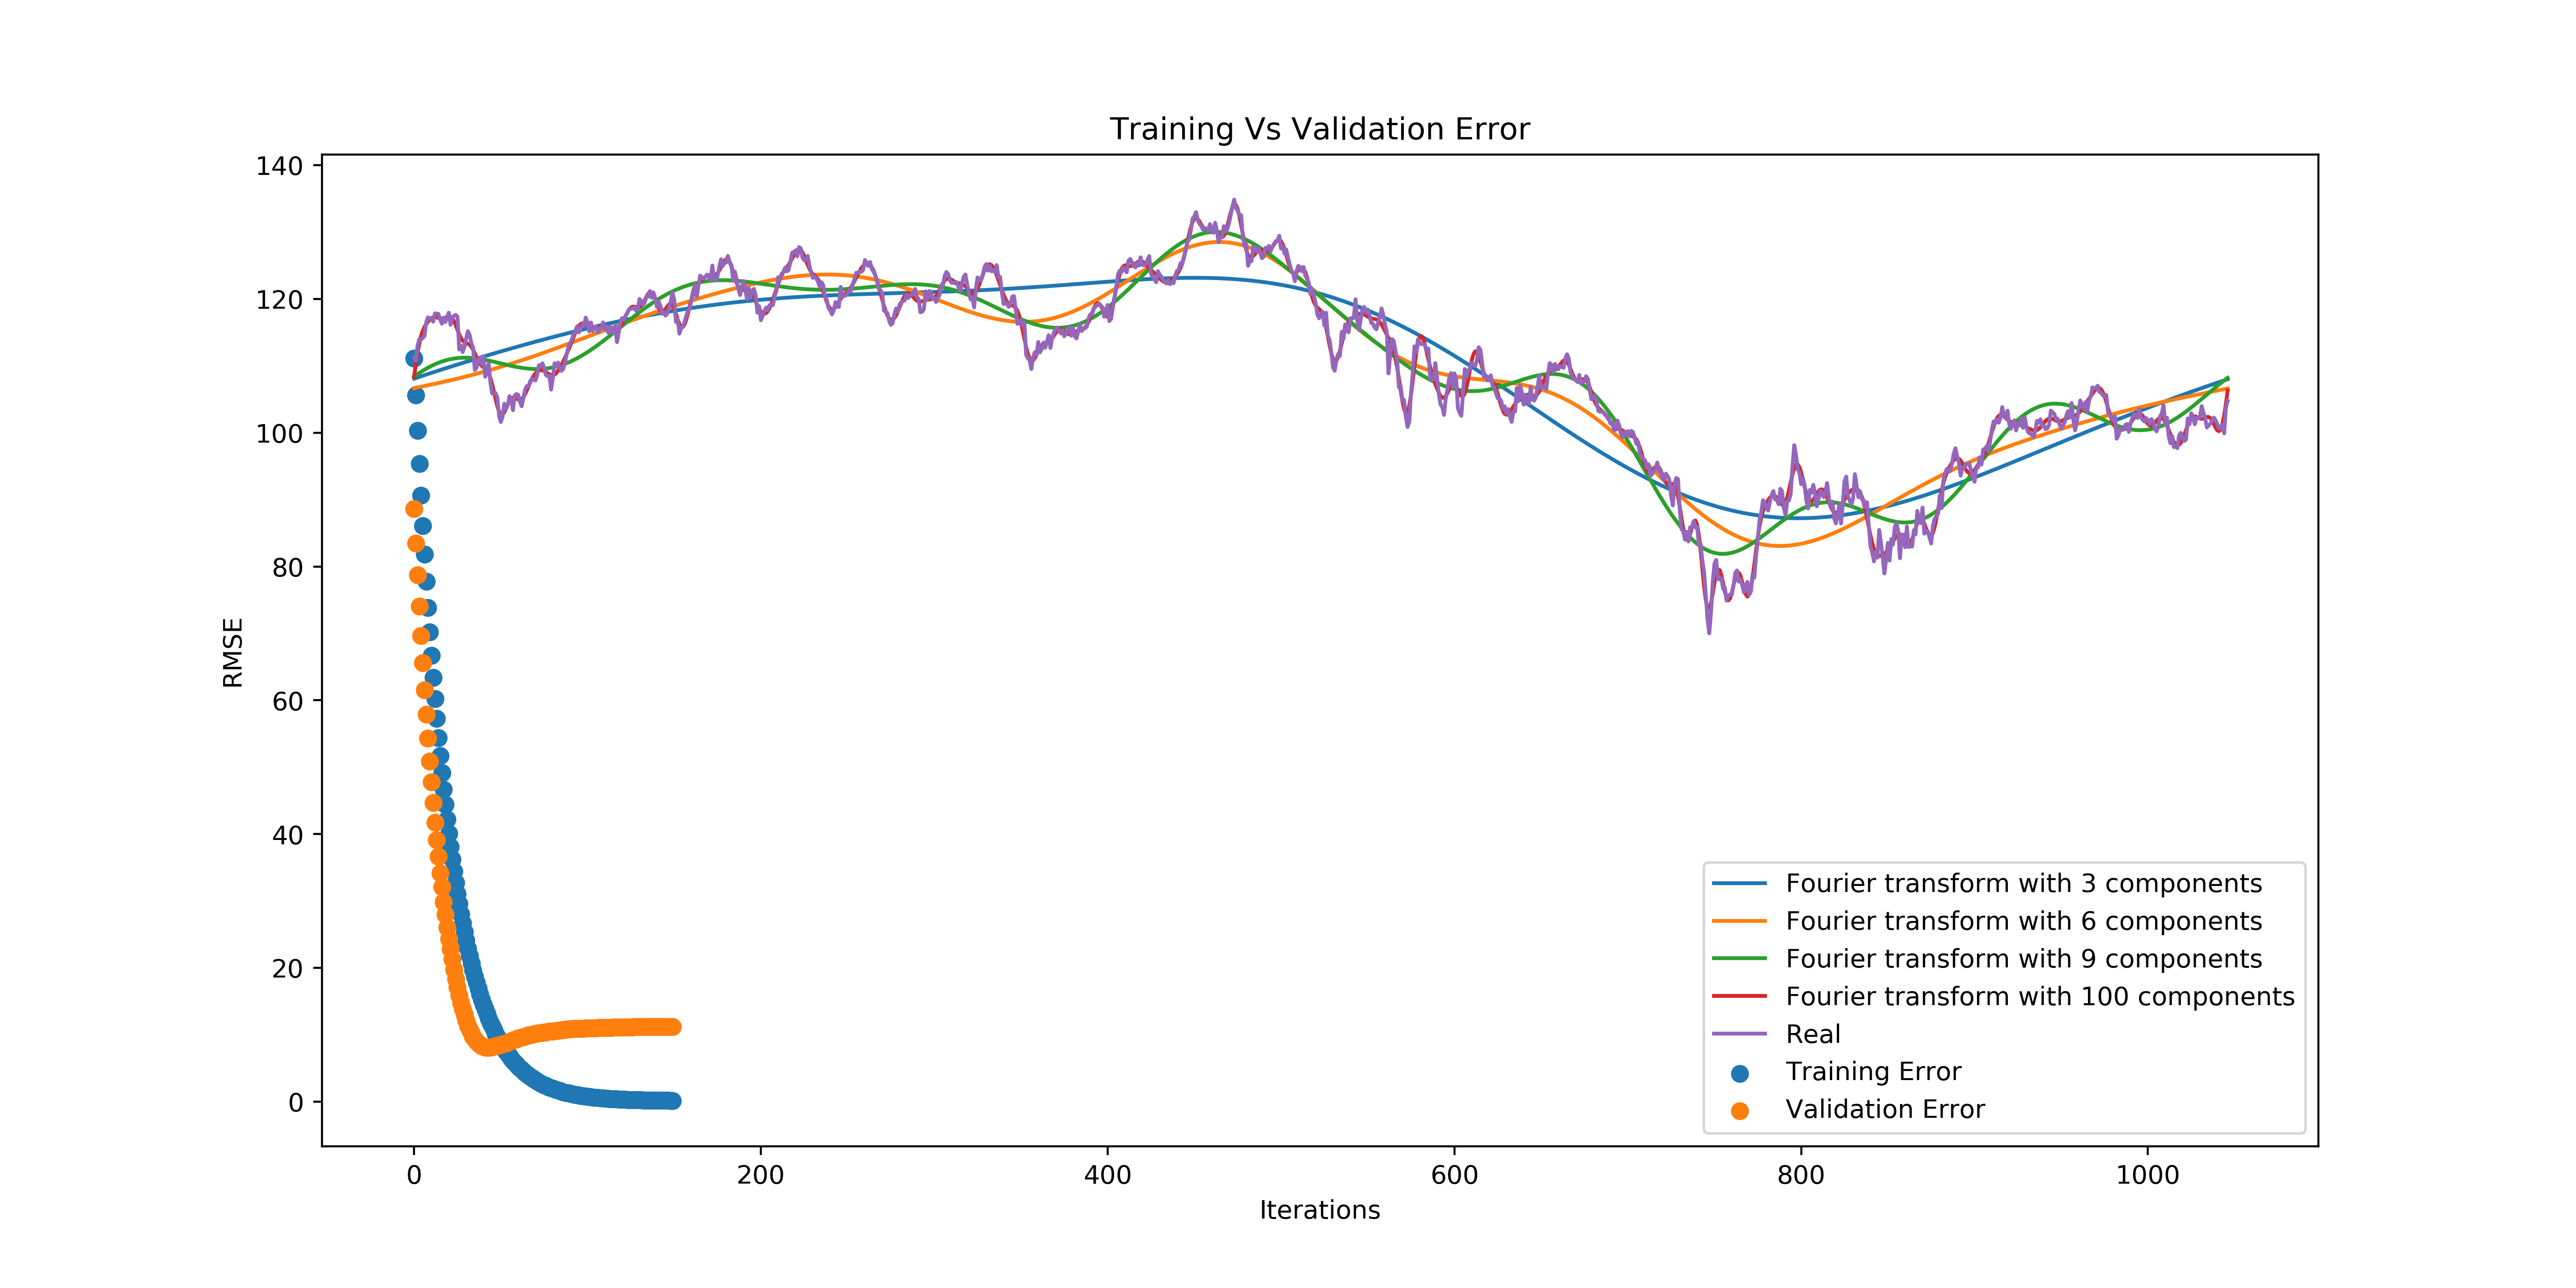 Training Vs Validation Error
140
120
100
80
60
40
20
0
RMSE
0 200 400 600 800 1000
Iterations
Fourier transform with 3 components
Fourier transform with 6 components
Fourier transform with 9 components
Fourier transform with 100 components
Real
Training Error
Validation Error